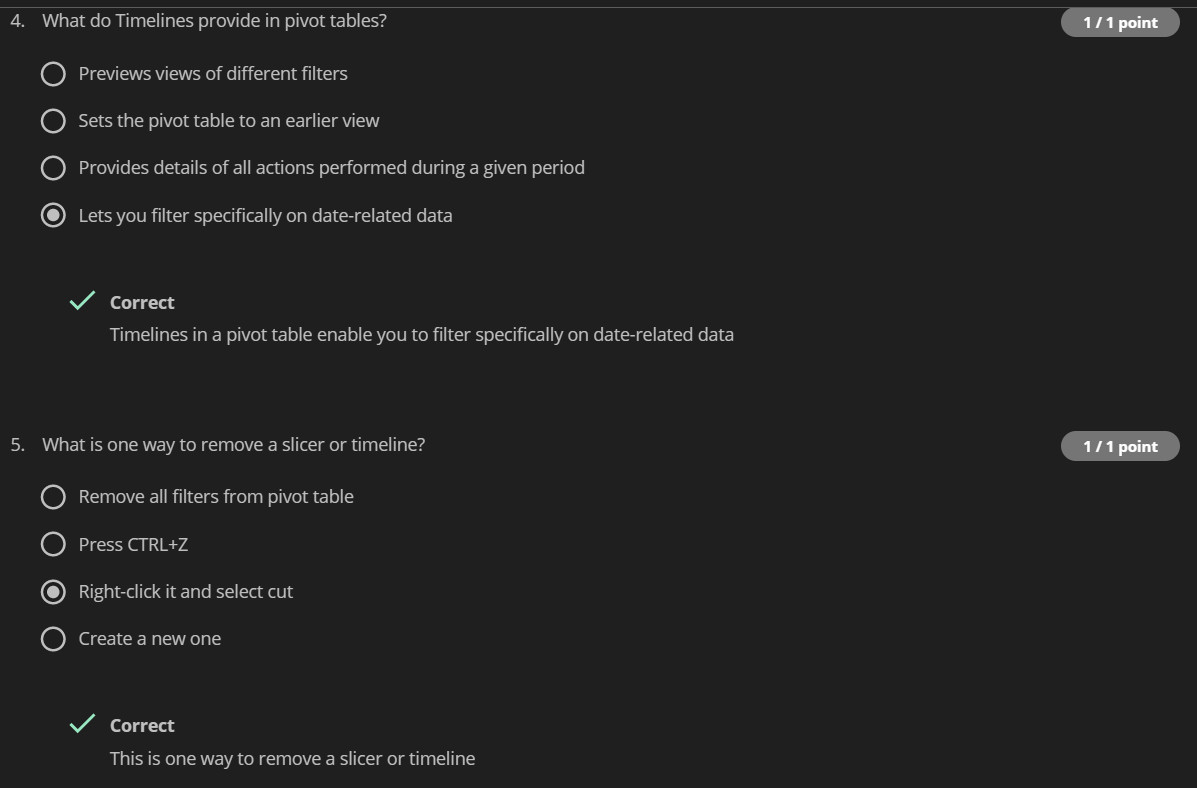 4. What do Timelines provide in pivot tables?
1 / 1 point
Previews views of different filters
Sets the pivot table to an earlier view
Provides details of all actions performed during a given period
Lets you filter specifically on date-related data
Correct
Timelines in a pivot table enable you to filter specifically on date-related data
5. What is one way to remove a slicer or timeline?
1 / 1 point
Remove all filters from pivot table
Press CTRL+Z
Right-click it and select cut
Create a new one
Correct
This is one way to remove a slicer or timeline